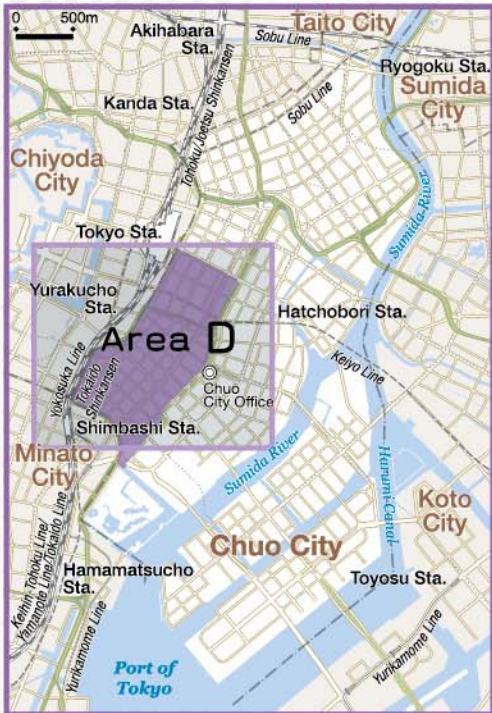 0 500m
Taito City
Akihabara
Sta.
Sobu Line
Ryogoku Sta.
Sumida
City
Kanda Sta.
Sobu Line
Tohoku/Joetsu Shinkansen
Chiyoda
City
Sumida River
Tokyo Sta.
Yurakucho
Sta.
Hatchobori Sta.
Area D
Yokosuka Line
Tokaido
Shinkansen
Keiyo Line
Chuo
City Office
Shimbashi Sta.
Minato
City
Sumida River
Harumi Canal
Koto
City
Chuo City
Keihin-Tohoku Line/
Yamanote Line/Tokaido Line
Hamamatsucho
Sta.
Toyosu Sta.
Yurikamome Line
Yurikamome Line
Port of
Tokyo